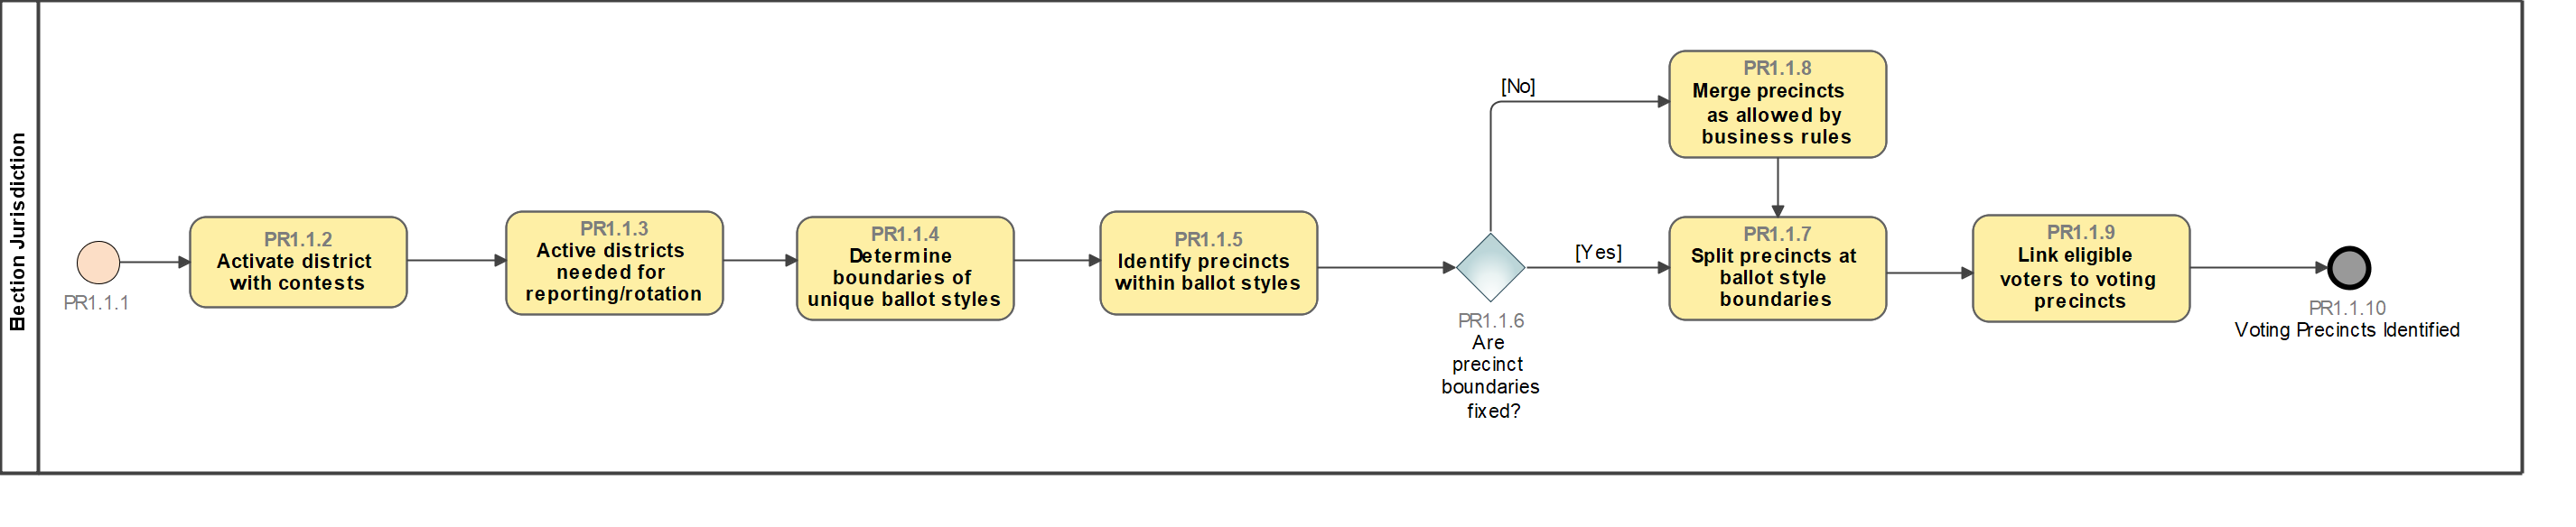 Election Jurisdiction
PR1.1.1
PR1.1.2
Activate district
with contests
PR1.1.3
Active districts
needed for
reporting/rotation
PR1.1.4
Determine
boundaries of
unique ballot styles
PR1.1.5
Identify precincts
within ballot styles
PR1.1.6
Are
precinct
boundaries
fixed?
[No]
[Yes]
PR1.1.8
Merge precincts
as allowed by
business rules
PR1.1.7
Split precincts at
ballot style
boundaries
PR1.1.9
Link eligible
voters to voting
precincts
PR1.1.10
Voting Precincts Identified